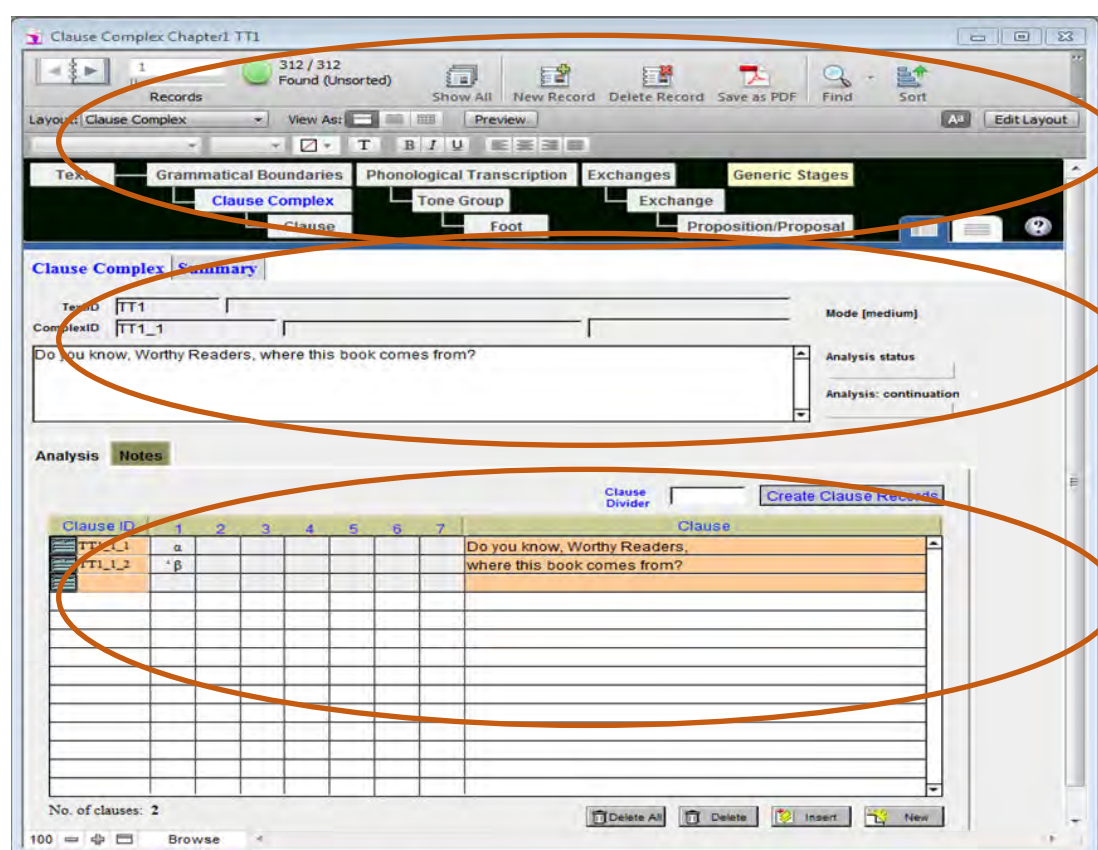 Clause Complex Chapter1 TT1
1
312 / 312
Found (Unsorted)
Records
Show All New Record Delete Record Save as PDF Find Sort
Layout: Clause Complex View As: Preview Aa Edit Layout
T B I U
Text Grammatical Boundaries Phonological Transcription Exchanges Generic Stages
Clause Complex Tone Group Exchange
Clause Foot Proposition/Proposal
?
Clause Complex Summary
TextID TT1
Mode [medium]
ComplexID TT1_1
Do you know, Worthy Readers, where this book comes from?
Analysis status
Analysis: continuation
Analysis Notes
Clause Divider Create Clause Records
Clause ID 1 2 3 4 5 6 7 Clause
TT1_1_1 α Do you know, Worthy Readers,
TT1_1_2 ‘β where this book comes from?
No. of clauses: 2
Delete All Delete Insert New
100 Browse